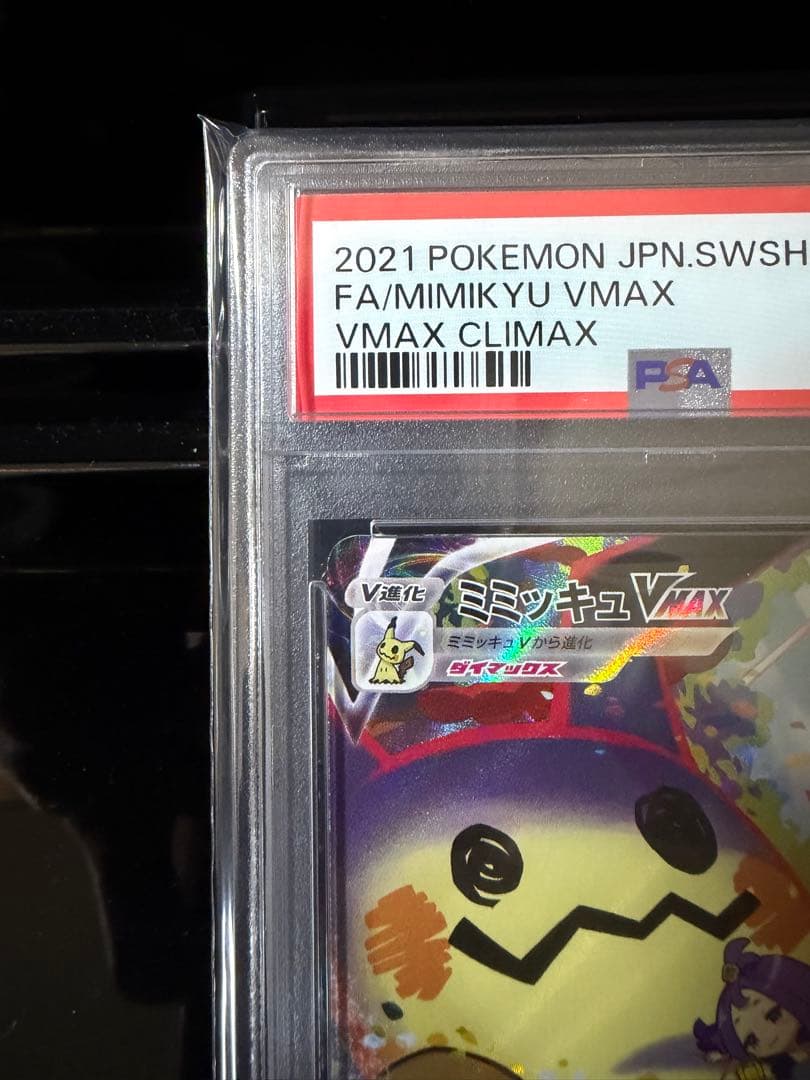 2021 POKEMON JPN.SWSH
FA/MIMIKYU VMAX
VMAX CLIMAX
PSA
V進化
ミミッキュVMAX
ミミッキュVから進化
ダイマックス